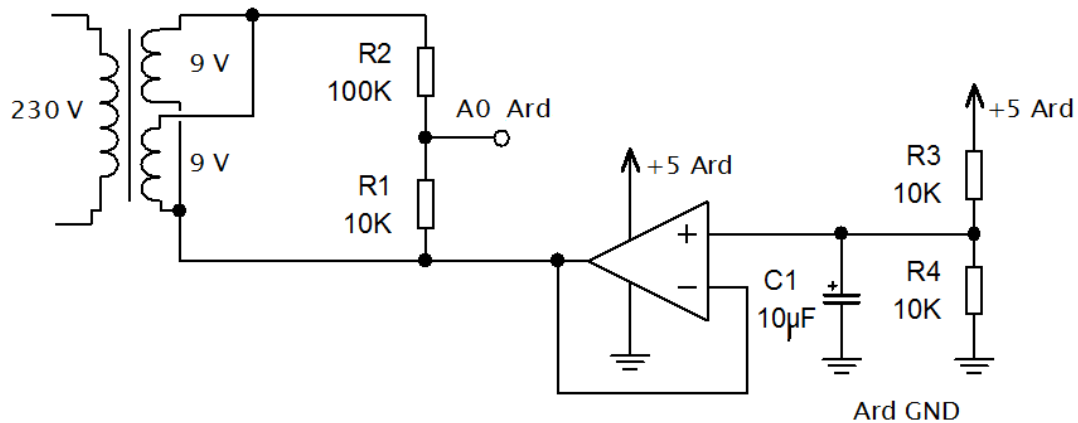 230 V
9 V
9 V
R2
100K
A0 Ard
R1
10K
+5 Ard
+
−
C1
+
10µF
+5 Ard
R3
10K
R4
10K
Ard GND